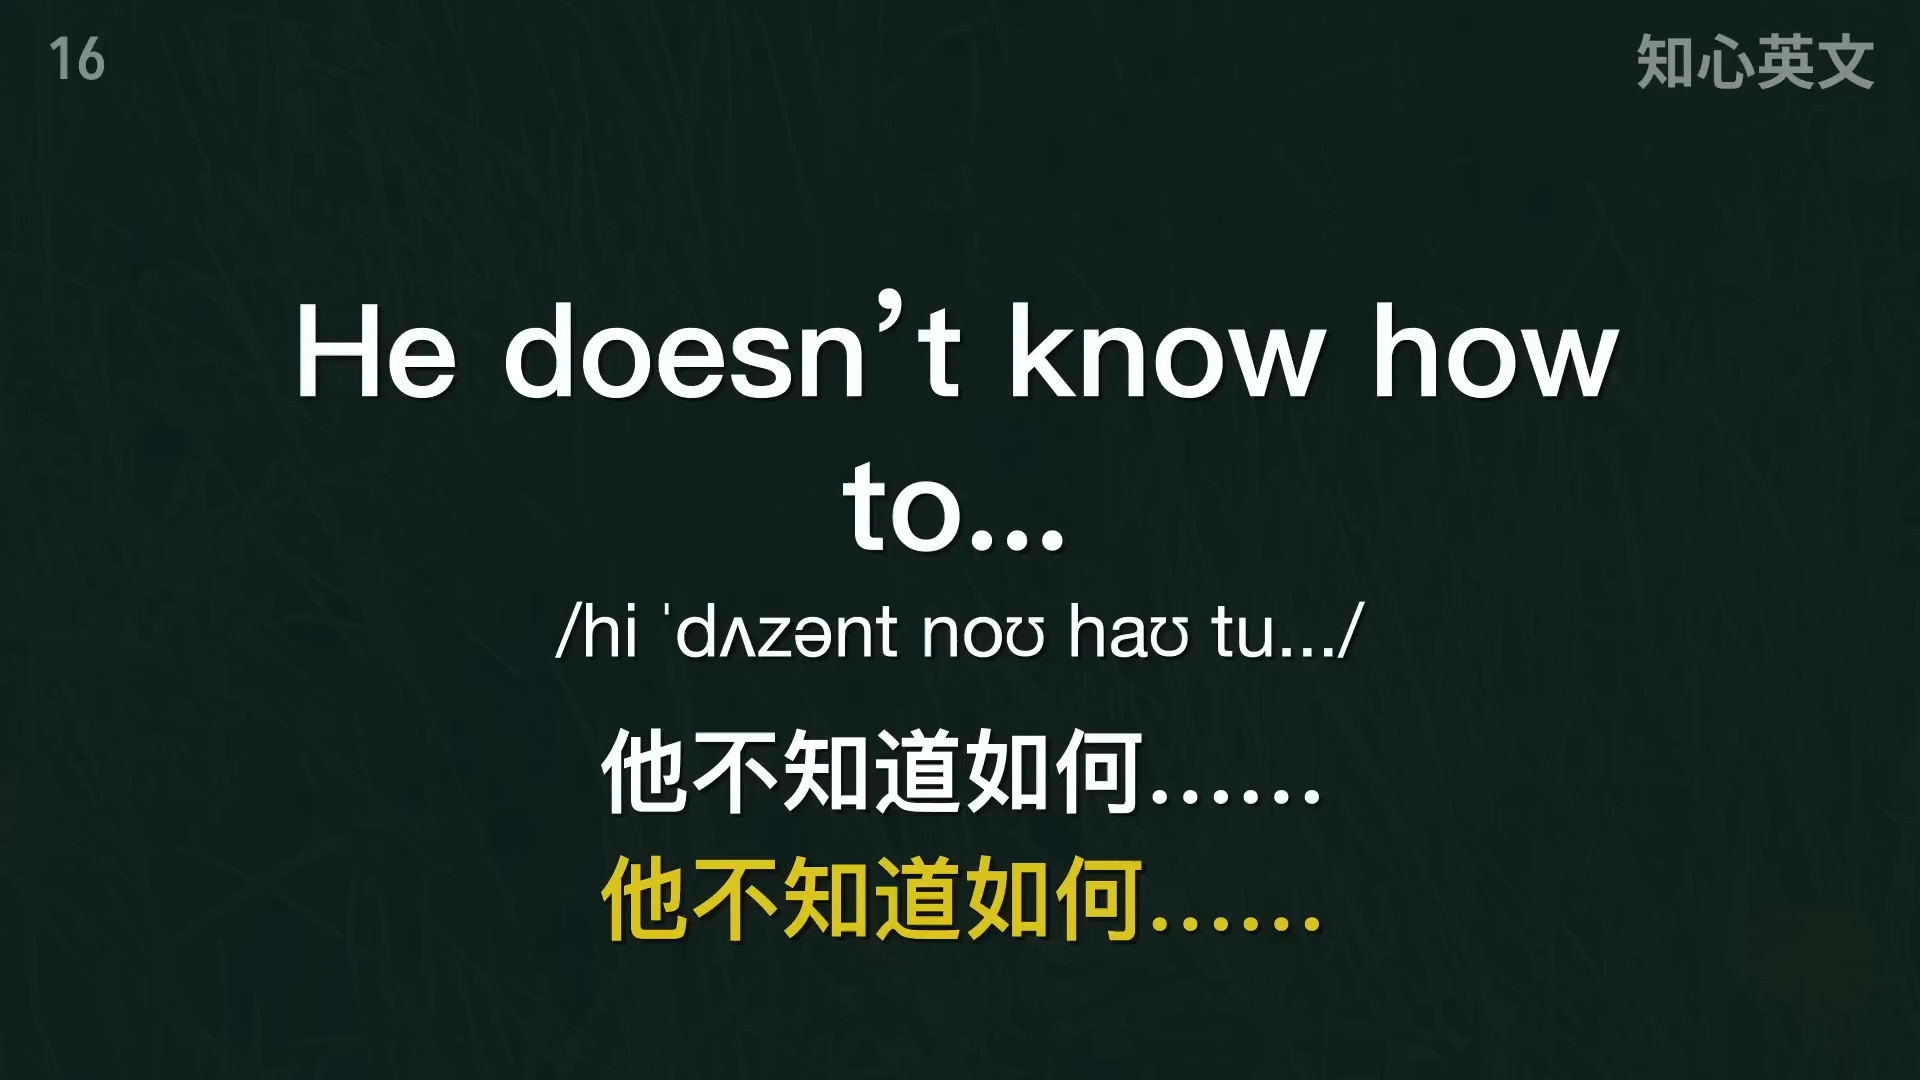 16
知心英文
He doesn’t know how
to...
/hi ˈdʌzənt noʊ haʊ tu.../
他不知道如何……
他不知道如何……